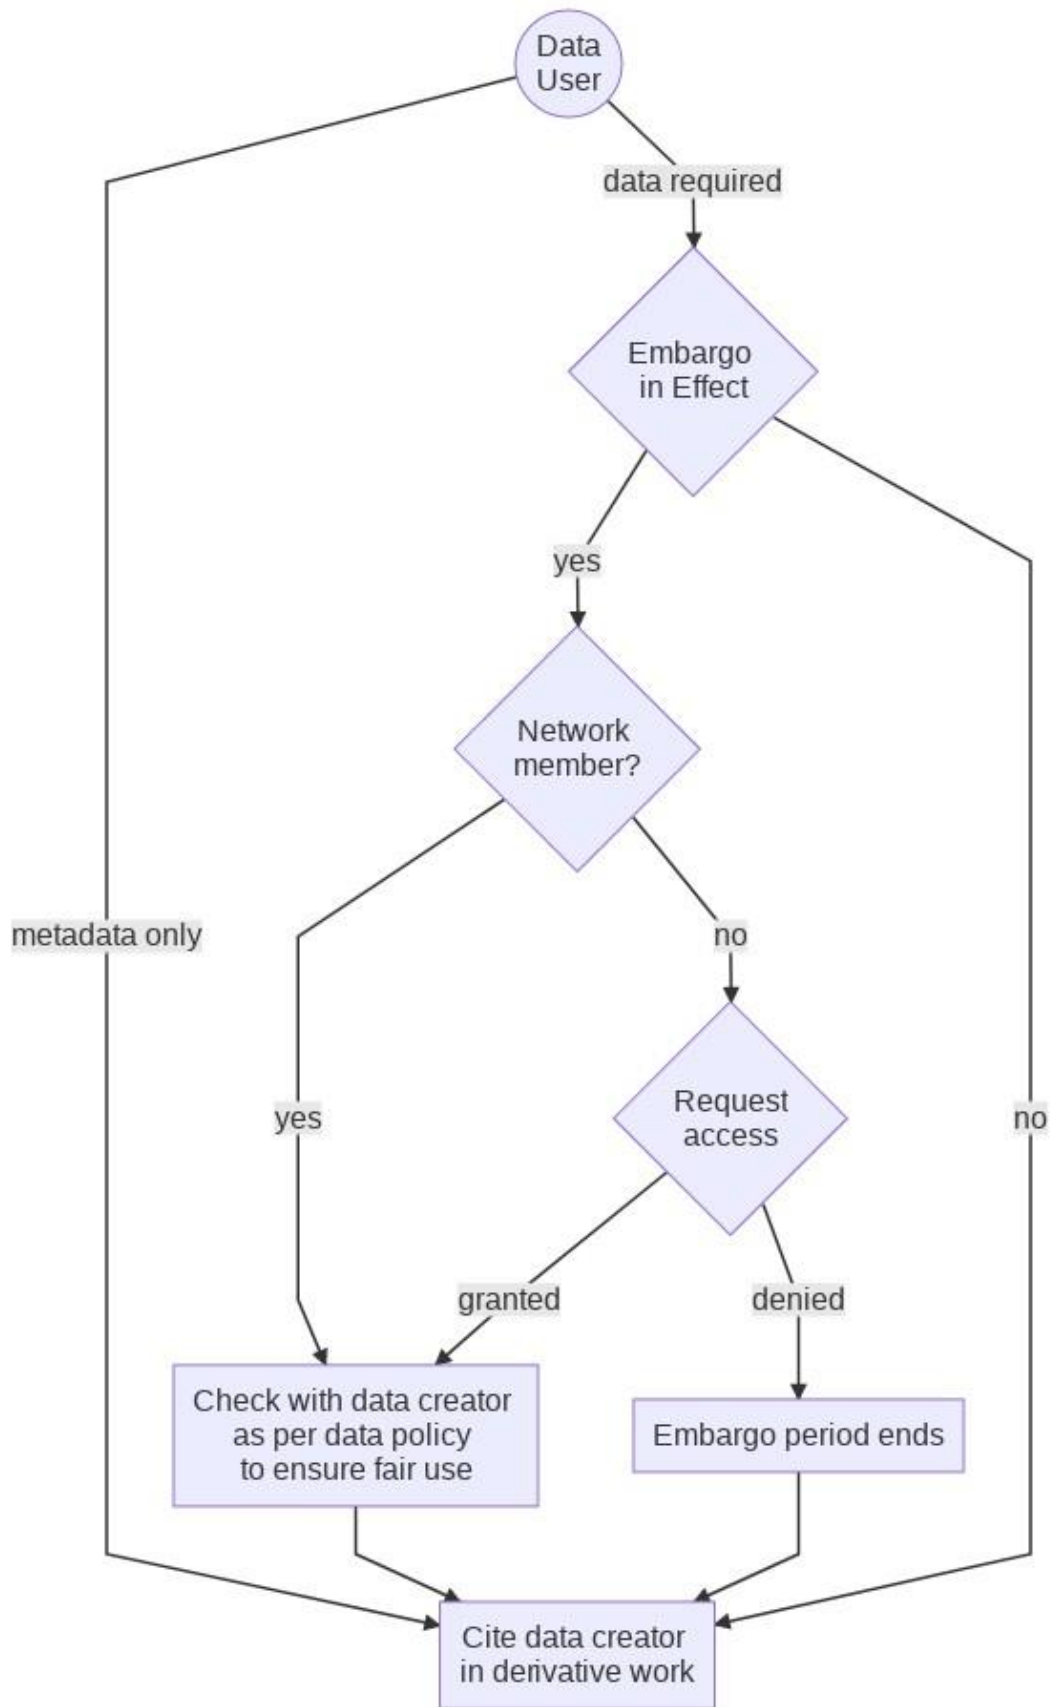 Data
User
data required
Embargo
in Effect
yes
Network
member?
metadata only
no
Request
access
yes
no
granted
denied
Check with data creator
as per data policy
to ensure fair use
Embargo period ends
Cite data creator
in derivative work